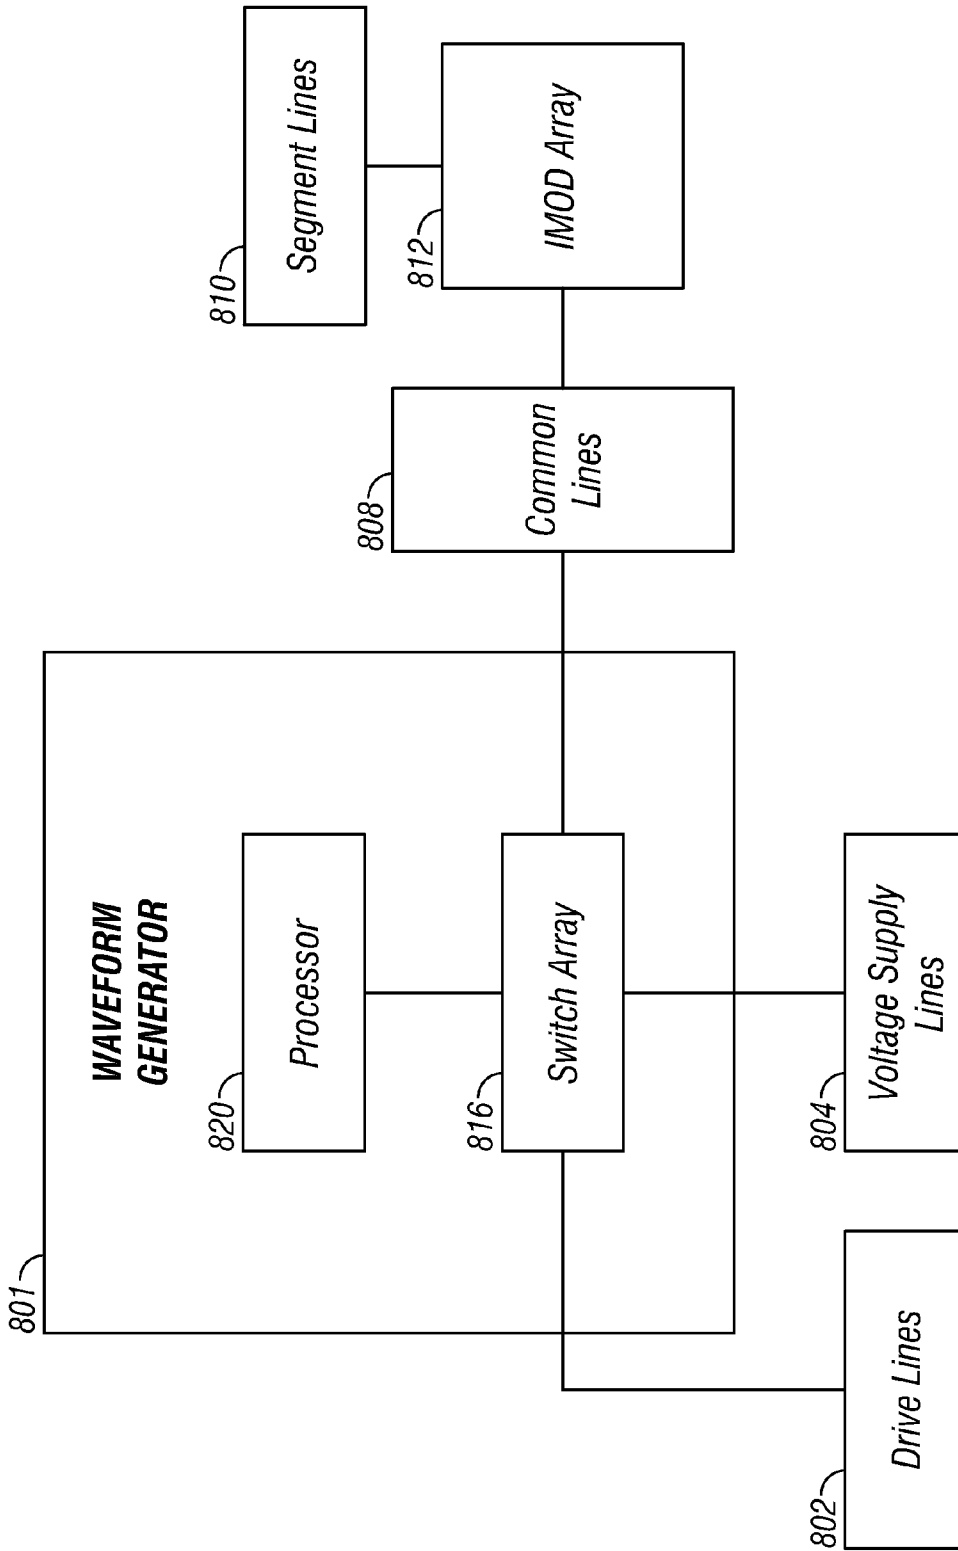 801
WAVEFORM
GENERATOR
820
Processor
816
Switch Array
802
Drive Lines
804
Voltage Supply
Lines
808
Common
Lines
810
Segment Lines
812
IMOD Array